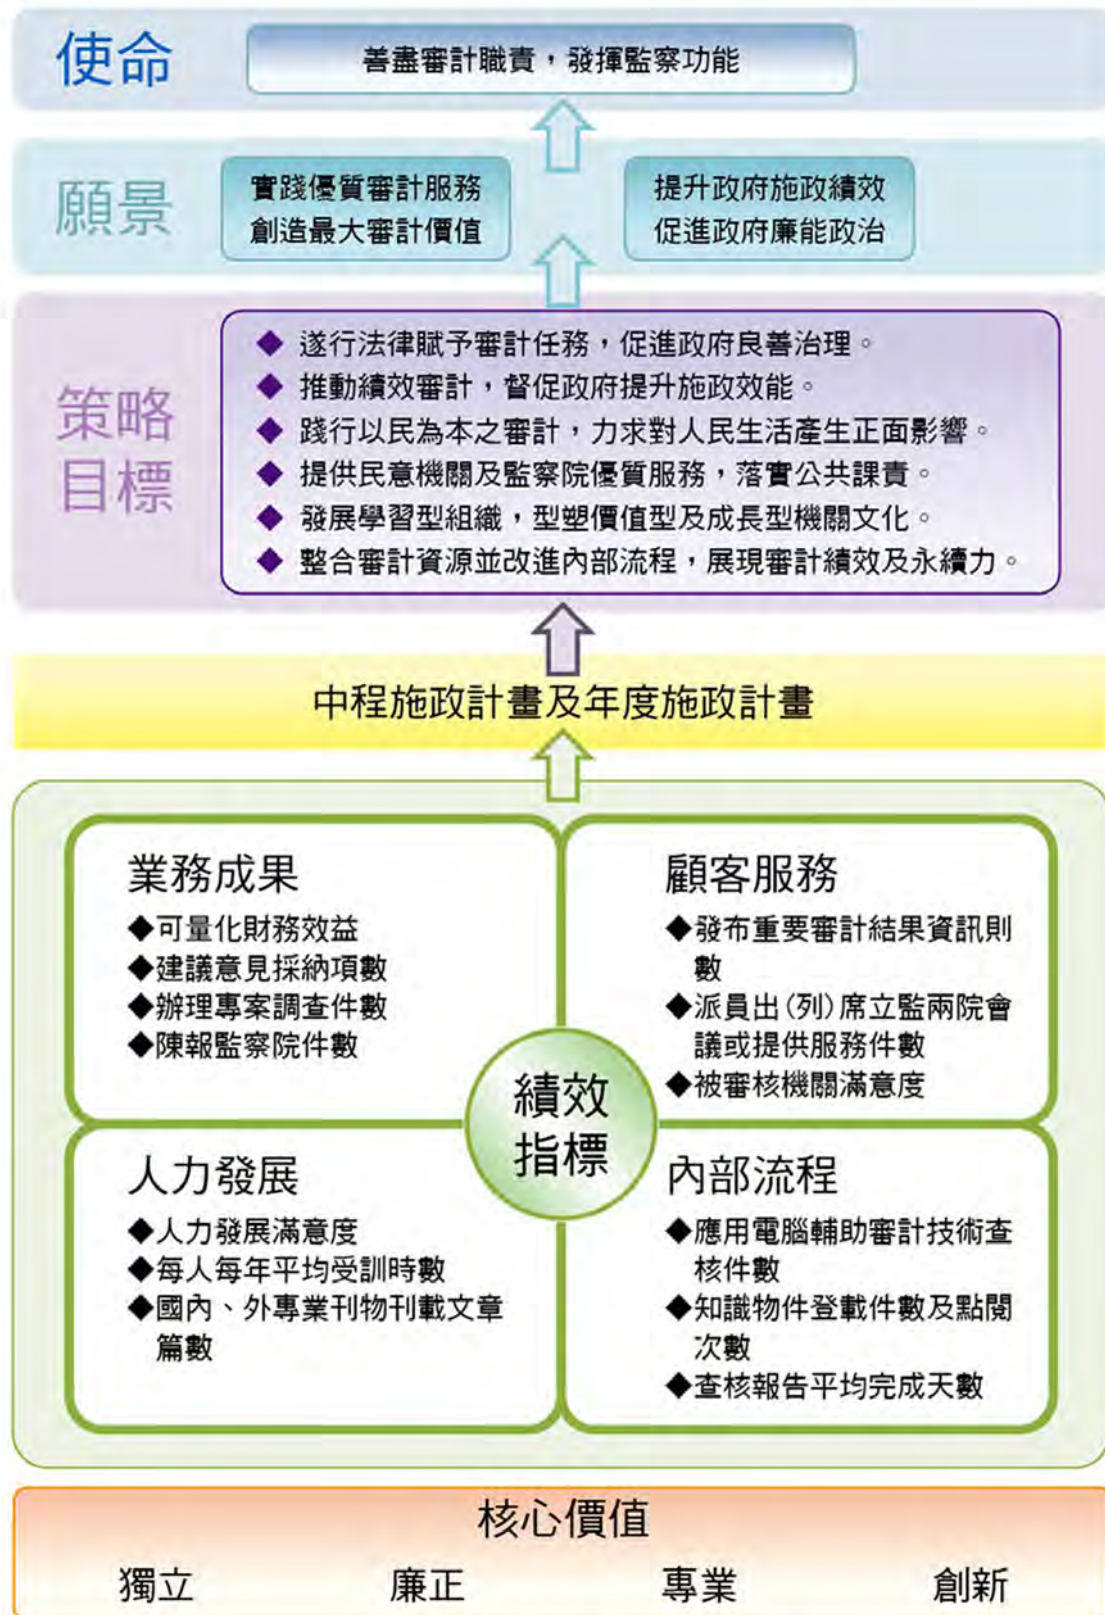 使命
善盡審計職責，發揮監察功能
願景
實踐優質審計服務
創造最大審計價值
提升政府施政績效
促進政府廉能政治
策略
目標
◆ 遂行法律賦予審計任務，促進政府良善治理。
◆ 推動績效審計，督促政府提升施政效能。
◆ 踐行以民為本之審計，力求對人民生活產生正面影響。
◆ 提供民意機關及監察院優質服務，落實公共課責。
◆ 發展學習型組織，型塑價值型及成長型機關文化。
◆ 整合審計資源並改進內部流程，展現審計績效及永續力。
中程施政計畫及年度施政計畫
業務成果
◆可量化財務效益
◆建議意見採納項數
◆辦理專案調查件數
◆陳報監察院件數
顧客服務
◆發布重要審計結果資訊則
數
◆派員出(列)席立監兩院會
議或提供服務件數
◆被審核機關滿意度
績效
指標
人力發展
◆人力發展滿意度
◆每人每年平均受訓時數
◆國內、外專業刊物刊載文章
篇數
內部流程
◆應用電腦輔助審計技術查
核件數
◆知識物件登載件數及點閱
次數
◆查核報告平均完成天數
核心價值
獨立 廉正 專業 創新